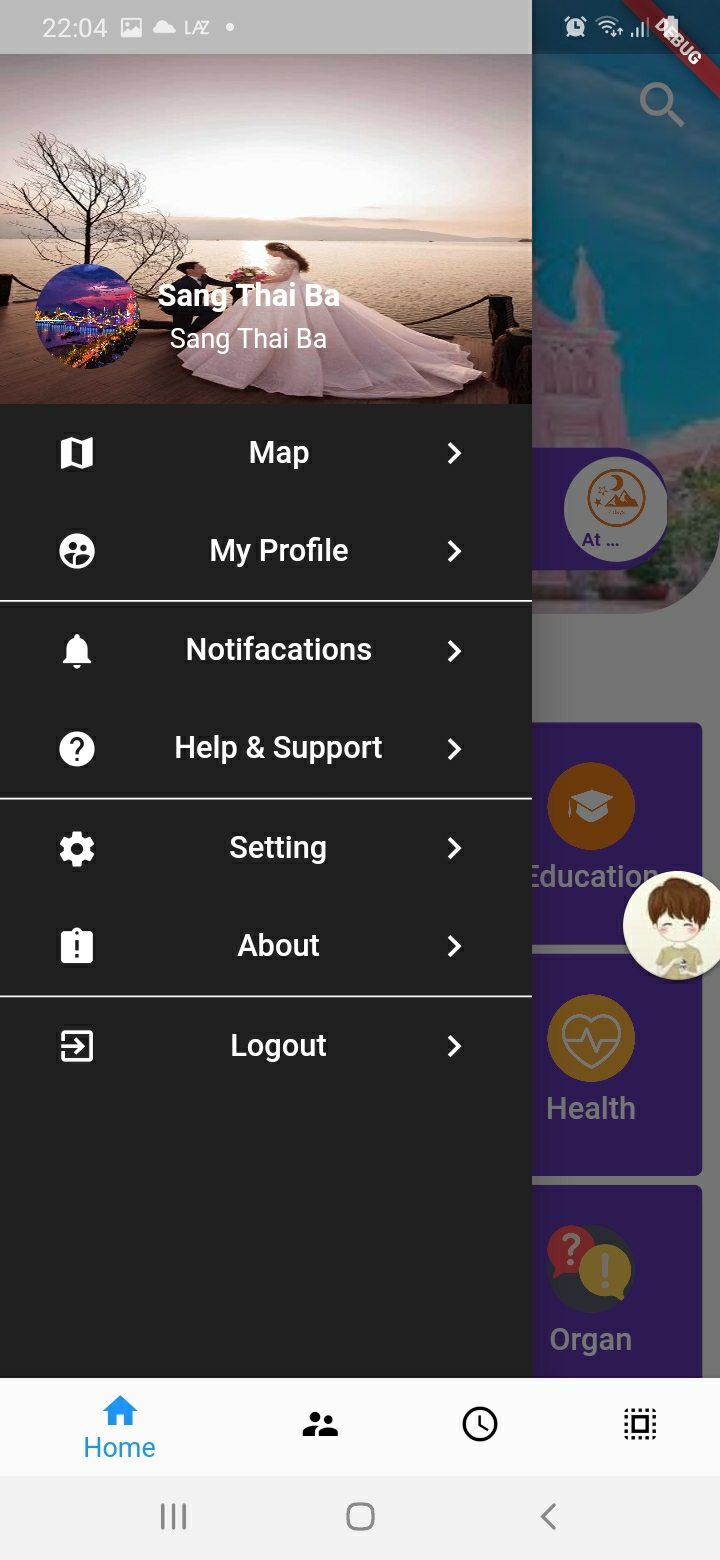 22:04 LAZ
DEBUG
Sang Thai Ba
Sang Thai Ba
At ...
Map
My Profile
Notifacations
Help & Support
Setting
About
Logout
Education
Health
Organ
Home